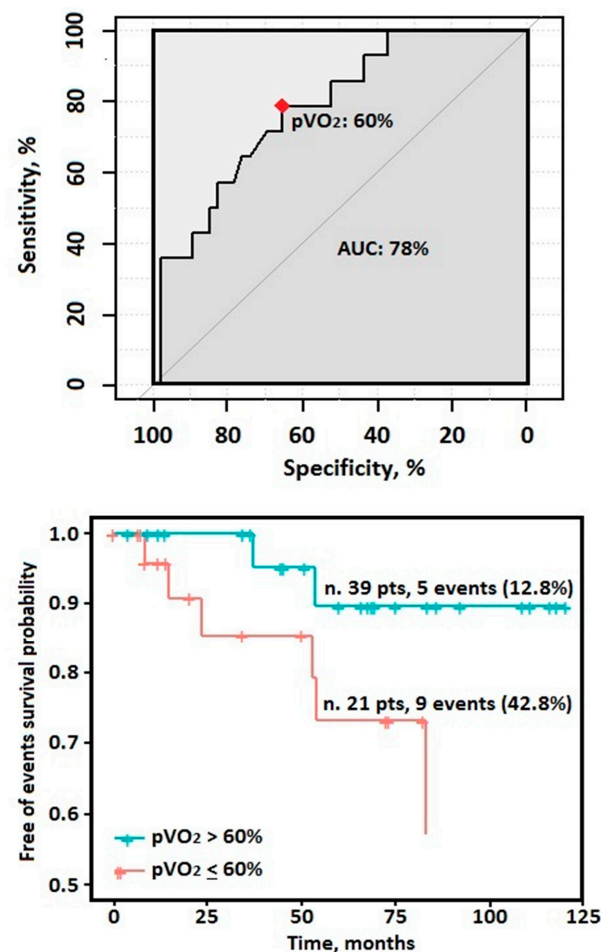 100
80
60
40
20
0
Sensitivity, %
pVO2: 60%
AUC: 78%
100 80 60 40 20 0
Specificity, %
1.0
0.9
0.8
0.7
0.6
0.5
Free of events survival probability
n. 39 pts, 5 events (12.8%)
n. 21 pts, 9 events (42.8%)
pVO2 > 60%
pVO2 ≤ 60%
0 25 50 75 100 125
Time, months